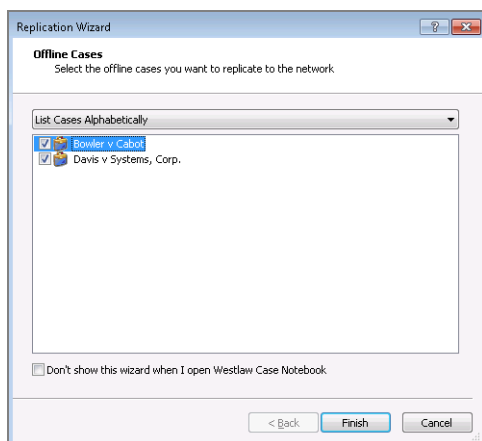 Replication Wizard
?
Offline Cases
Select the offline cases you want to replicate to the network
List Cases Alphabetically
Bowler v Cabot
Davis v Systems, Corp.
Don't show this wizard when I open Westlaw Case Notebook
< Back
Finish
Cancel